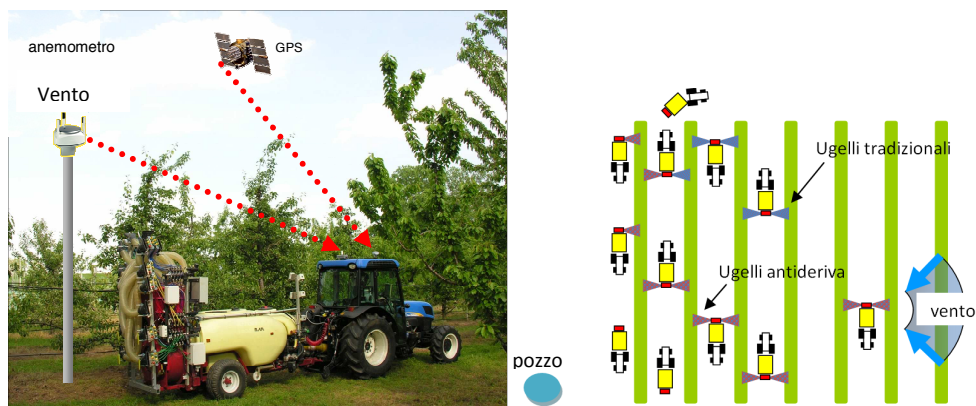 anemometro
GPS
Vento
Ugelli tradizionali
Ugelli antideriva
vento
pozzo